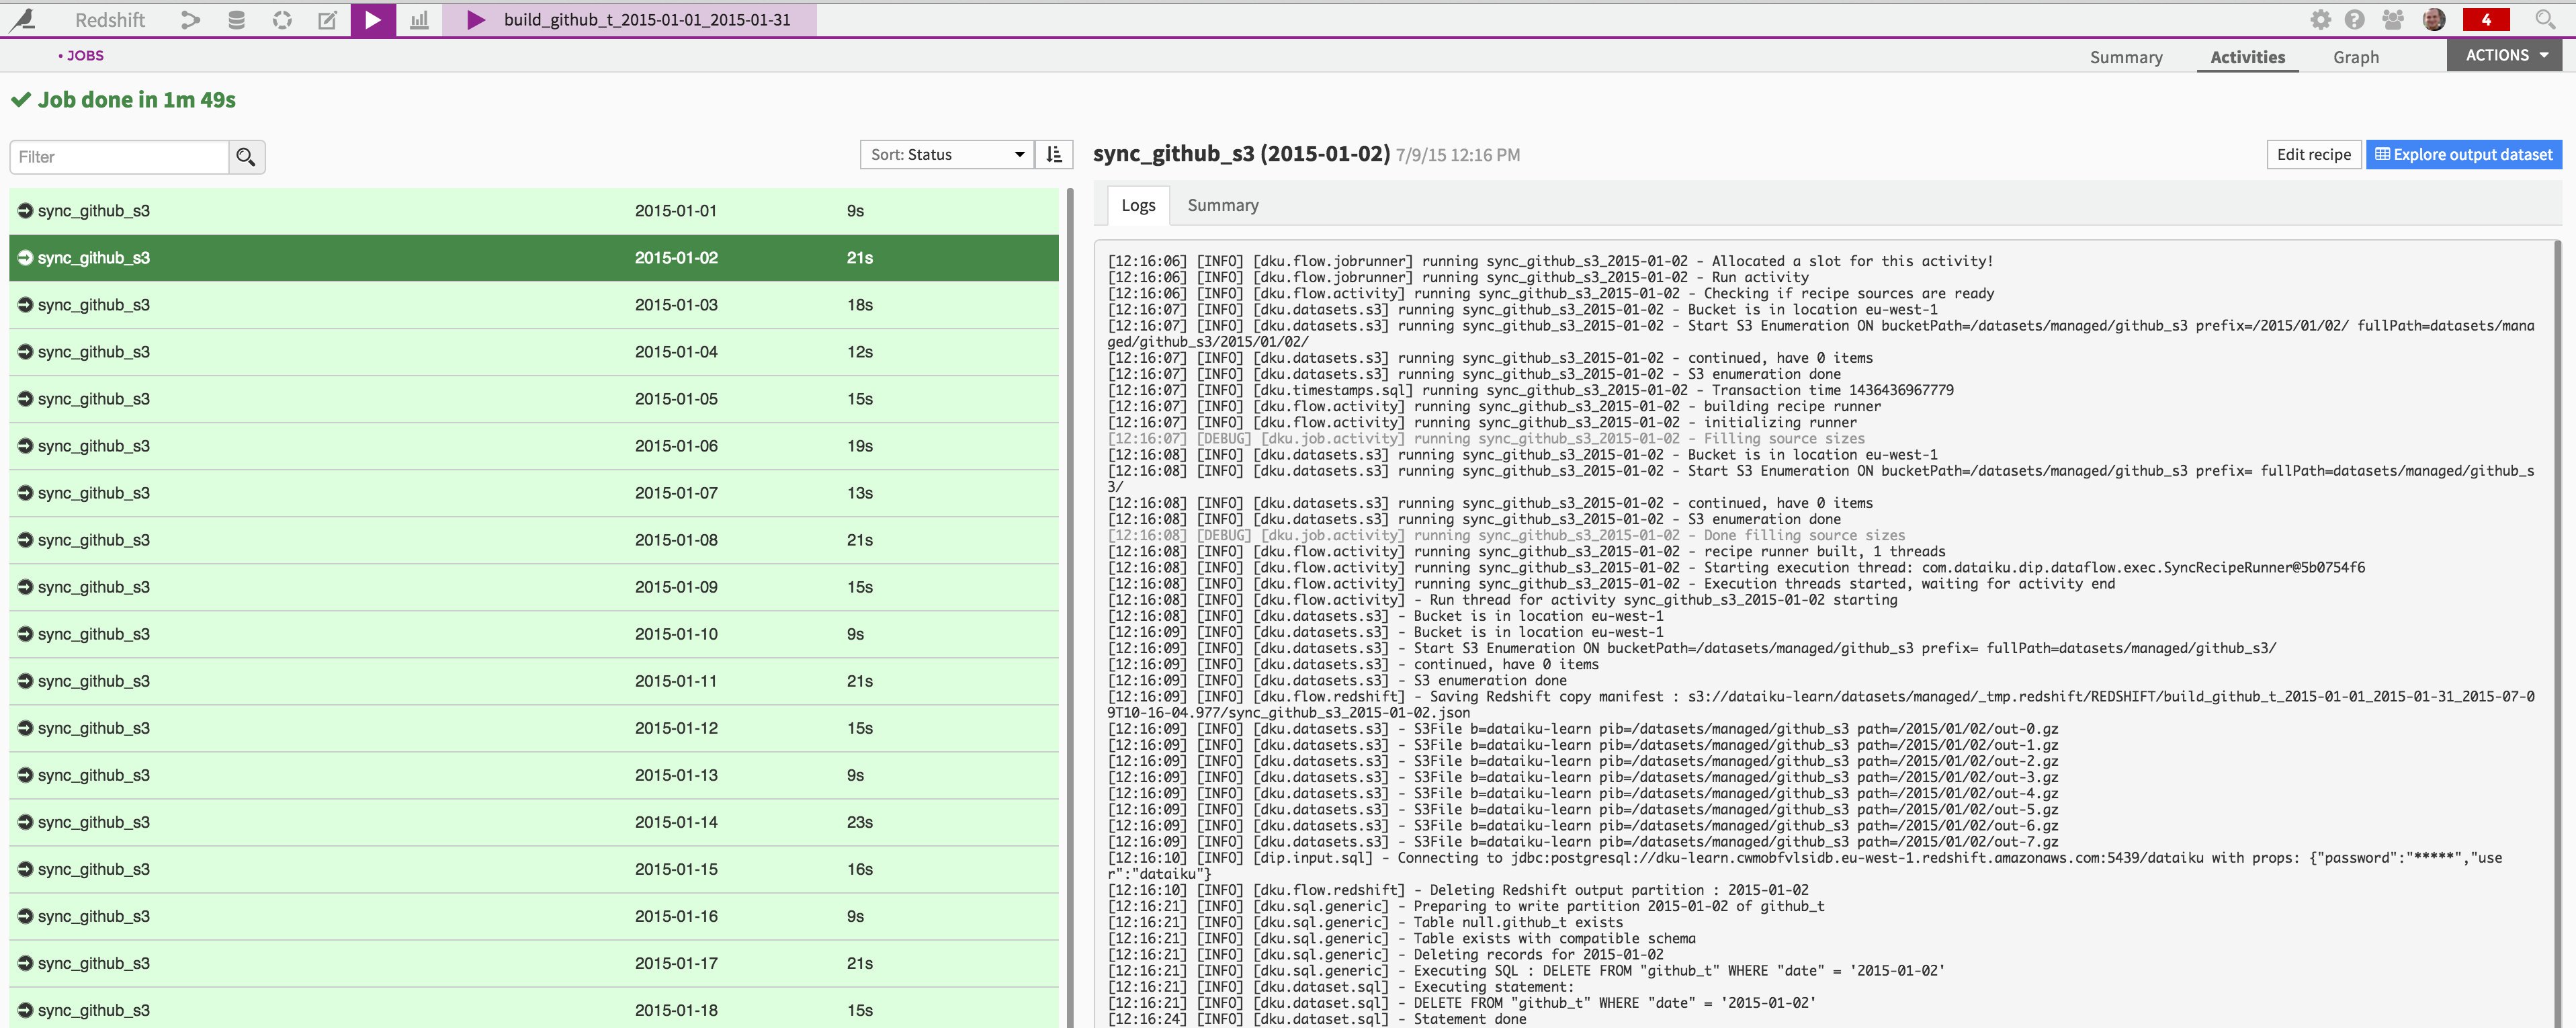 Redshift
build_github_t_2015-01-01_2015-01-31
4
• JOBS
Summary
Activities
Graph
ACTIONS
Job done in 1m 49s
Filter
Sort: Status
sync_github_s3 2015-01-01 9s
sync_github_s3 2015-01-02 21s
sync_github_s3 2015-01-03 18s
sync_github_s3 2015-01-04 12s
sync_github_s3 2015-01-05 15s
sync_github_s3 2015-01-06 19s
sync_github_s3 2015-01-07 13s
sync_github_s3 2015-01-08 21s
sync_github_s3 2015-01-09 15s
sync_github_s3 2015-01-10 9s
sync_github_s3 2015-01-11 21s
sync_github_s3 2015-01-12 15s
sync_github_s3 2015-01-13 9s
sync_github_s3 2015-01-14 23s
sync_github_s3 2015-01-15 16s
sync_github_s3 2015-01-16 9s
sync_github_s3 2015-01-17 21s
sync_github_s3 2015-01-18 15s
sync_github_s3 (2015-01-02) 7/9/15 12:16 PM
Edit recipe
Explore output dataset
Logs
Summary
[12:16:06] [INFO] [dku.flow.jobrunner] running sync_github_s3_2015-01-02 - Allocated a slot for this activity!
[12:16:06] [INFO] [dku.flow.jobrunner] running sync_github_s3_2015-01-02 - Run activity
[12:16:06] [INFO] [dku.flow.activity] running sync_github_s3_2015-01-02 - Checking if recipe sources are ready
[12:16:07] [INFO] [dku.datasets.s3] running sync_github_s3_2015-01-02 - Bucket is in location eu-west-1
[12:16:07] [INFO] [dku.datasets.s3] running sync_github_s3_2015-01-02 - Start S3 Enumeration ON bucketPath=/datasets/managed/github_s3 prefix=/2015/01/02/ fullPath=datasets/mana
ged/github_s3/2015/01/02/
[12:16:07] [INFO] [dku.datasets.s3] running sync_github_s3_2015-01-02 - continued, have 0 items
[12:16:07] [INFO] [dku.datasets.s3] running sync_github_s3_2015-01-02 - S3 enumeration done
[12:16:07] [INFO] [dku.timestamps.sql] running sync_github_s3_2015-01-02 - Transaction time 1436436967779
[12:16:07] [INFO] [dku.flow.activity] running sync_github_s3_2015-01-02 - building recipe runner
[12:16:07] [INFO] [dku.flow.activity] running sync_github_s3_2015-01-02 - initializing runner
[12:16:07] [DEBUG] [dku.job.activity] running sync_github_s3_2015-01-02 - Filling source sizes
[12:16:08] [INFO] [dku.datasets.s3] running sync_github_s3_2015-01-02 - Bucket is in location eu-west-1
[12:16:08] [INFO] [dku.datasets.s3] running sync_github_s3_2015-01-02 - Start S3 Enumeration ON bucketPath=/datasets/managed/github_s3 prefix= fullPath=datasets/managed/github_s
3/
[12:16:08] [INFO] [dku.datasets.s3] running sync_github_s3_2015-01-02 - continued, have 0 items
[12:16:08] [INFO] [dku.datasets.s3] running sync_github_s3_2015-01-02 - S3 enumeration done
[12:16:08] [DEBUG] [dku.job.activity] running sync_github_s3_2015-01-02 - Done filling source sizes
[12:16:08] [INFO] [dku.flow.activity] running sync_github_s3_2015-01-02 - recipe runner built, 1 threads
[12:16:08] [INFO] [dku.flow.activity] running sync_github_s3_2015-01-02 - Starting execution thread: com.dataiku.dip.dataflow.exec.SyncRecipeRunner@5b0754f6
[12:16:08] [INFO] [dku.flow.activity] running sync_github_s3_2015-01-02 - Execution threads started, waiting for activity end
[12:16:08] [INFO] [dku.flow.activity] - Run thread for activity sync_github_s3_2015-01-02 starting
[12:16:08] [INFO] [dku.datasets.s3] - Bucket is in location eu-west-1
[12:16:09] [INFO] [dku.datasets.s3] - Bucket is in location eu-west-1
[12:16:09] [INFO] [dku.datasets.s3] - Start S3 Enumeration ON bucketPath=/datasets/managed/github_s3 prefix= fullPath=datasets/managed/github_s3/
[12:16:09] [INFO] [dku.datasets.s3] - continued, have 0 items
[12:16:09] [INFO] [dku.datasets.s3] - S3 enumeration done
[12:16:09] [INFO] [dku.flow.redshift] - Saving Redshift copy manifest : s3://dataiku-learn/datasets/managed/_tmp.redshift/REDSHIFT/build_github_t_2015-01-01_2015-01-31_2015-07-0
9T10-16-04.977/sync_github_s3_2015-01-02.json
[12:16:09] [INFO] [dku.datasets.s3] - S3File b=dataiku-learn pib=/datasets/managed/github_s3 path=/2015/01/02/out-0.gz
[12:16:09] [INFO] [dku.datasets.s3] - S3File b=dataiku-learn pib=/datasets/managed/github_s3 path=/2015/01/02/out-1.gz
[12:16:09] [INFO] [dku.datasets.s3] - S3File b=dataiku-learn pib=/datasets/managed/github_s3 path=/2015/01/02/out-2.gz
[12:16:09] [INFO] [dku.datasets.s3] - S3File b=dataiku-learn pib=/datasets/managed/github_s3 path=/2015/01/02/out-3.gz
[12:16:09] [INFO] [dku.datasets.s3] - S3File b=dataiku-learn pib=/datasets/managed/github_s3 path=/2015/01/02/out-4.gz
[12:16:09] [INFO] [dku.datasets.s3] - S3File b=dataiku-learn pib=/datasets/managed/github_s3 path=/2015/01/02/out-5.gz
[12:16:09] [INFO] [dku.datasets.s3] - S3File b=dataiku-learn pib=/datasets/managed/github_s3 path=/2015/01/02/out-6.gz
[12:16:09] [INFO] [dku.datasets.s3] - S3File b=dataiku-learn pib=/datasets/managed/github_s3 path=/2015/01/02/out-7.gz
[12:16:10] [INFO] [dip.input.sql] - Connecting to jdbc:postgresql://dku-learn.cwmobfvlsidb.eu-west-1.redshift.amazonaws.com:5439/dataiku with props: {"password":"*****","use
r":"dataiku"}
[12:16:10] [INFO] [dku.flow.redshift] - Deleting Redshift output partition : 2015-01-02
[12:16:21] [INFO] [dku.sql.generic] - Preparing to write partition 2015-01-02 of github_t
[12:16:21] [INFO] [dku.sql.generic] - Table null.github_t exists
[12:16:21] [INFO] [dku.sql.generic] - Table exists with compatible schema
[12:16:21] [INFO] [dku.sql.generic] - Deleting records for 2015-01-02
[12:16:21] [INFO] [dku.sql.generic] - Executing SQL : DELETE FROM "github_t" WHERE "date" = '2015-01-02'
[12:16:21] [INFO] [dku.dataset.sql] - Executing statement:
[12:16:21] [INFO] [dku.dataset.sql] - DELETE FROM "github_t" WHERE "date" = '2015-01-02'
[12:16:24] [INFO] [dku.dataset.sql] - Statement done